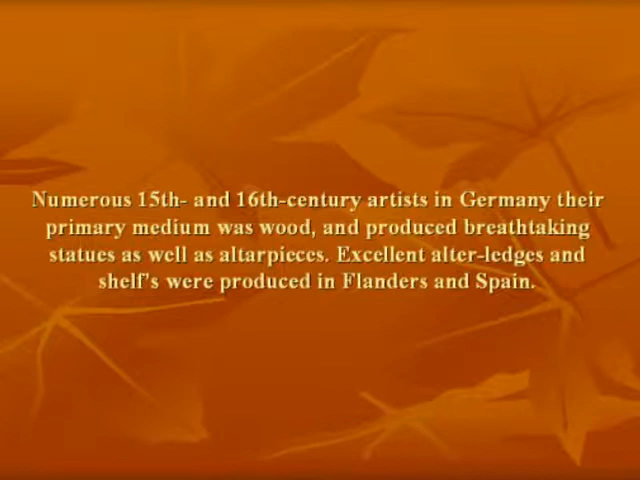 Numerous 15th- and 16th-century artists in Germany their
primary medium was wood, and produced breathtaking
statues as well as altarpieces. Excellent alter-ledges and
shelf's were produced in Flanders and Spain.